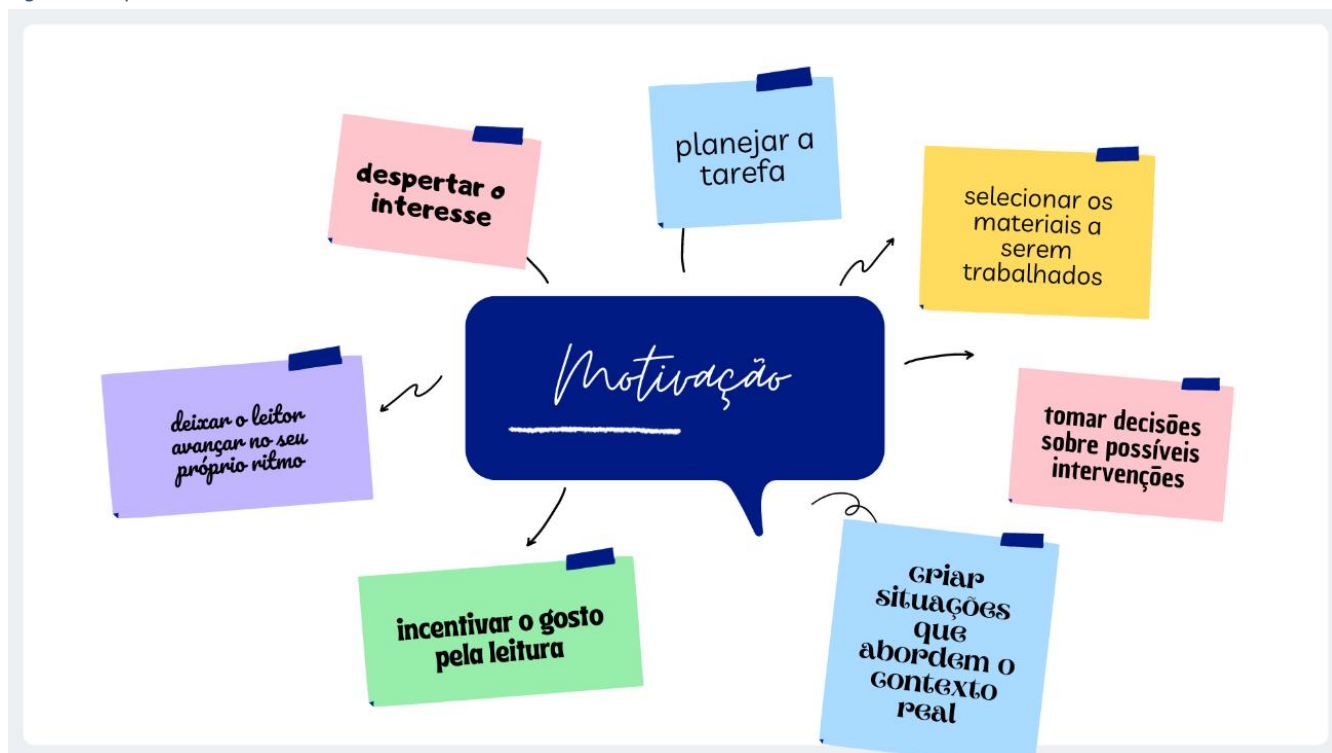 despertar o
interesse
planejar a
tarefa
selecionar os
materiais a
serem
trabalhados
Motivação
deixar o leitor
avançar no seu
próprio ritmo
tomar decisões
sobre possíveis
intervenções
incentivar o gosto
pela leitura
criar
situações
que
abordem o
contexto
real